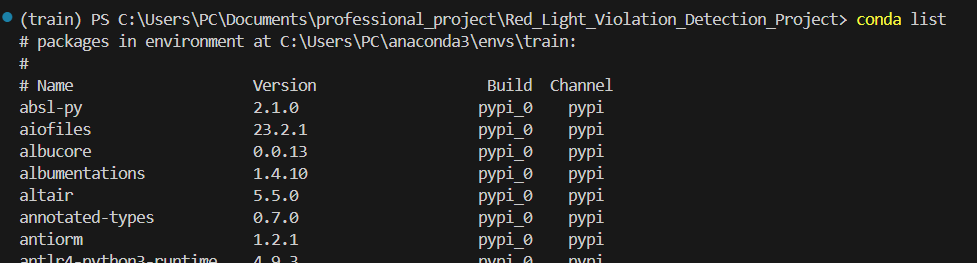 (train) PS C:\Users\PC\Documents\professional_project\Red_Light_Violation_Detection_Project> conda list
# packages in environment at C:\Users\PC\anaconda3\envs\train:
#
# Name Version Build Channel
absl-py 2.1.0 pypi_0 pypi
aiofiles 23.2.1 pypi_0 pypi
albucore 0.0.13 pypi_0 pypi
albumentations 1.4.10 pypi_0 pypi
altair 5.5.0 pypi_0 pypi
annotated-types 0.7.0 pypi_0 pypi
antiorm 1.2.1 pypi_0 pypi
antlr4-python3-runtime 4.9.3 pypi_0 pypi